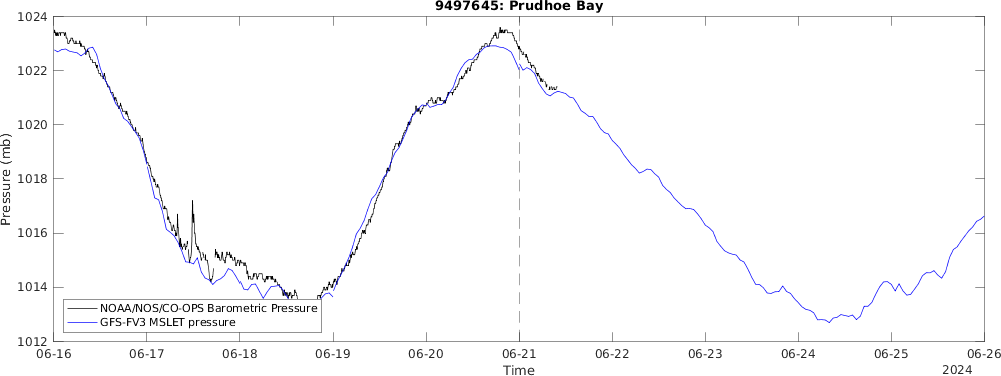 9497645: Prudhoe Bay
1024
1022
1020
1018
1016
1014
1012
Pressure (mb)
NOAA/NOS/CO-OPS Barometric Pressure
GFS-FV3 MSLET pressure
06-16 06-17 06-18 06-19 06-20 06-21 06-22 06-23 06-24 06-25 06-26
Time
2024